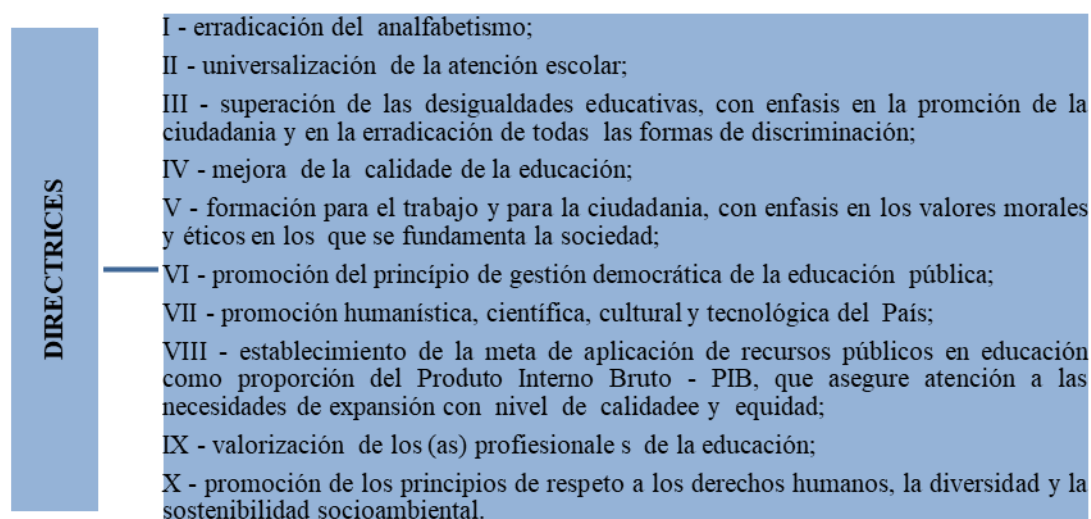 DIRECTRICES
I - erradicación del analfabetismo;
II - universalización de la atención escolar;
III - superación de las desigualdades educativas, con enfasis en la promción de la
ciudadania y en la erradicación de todas las formas de discriminación;
IV - mejora de la calidade de la educación;
V - formación para el trabajo y para la ciudadania, con enfasis en los valores morales
y éticos en los que se fundamenta la sociedad;
VI - promoción del princípio de gestión democrática de la educación pública;
VII - promoción humanística, científica, cultural y tecnológica del País;
VIII - establecimiento de la meta de aplicación de recursos públicos en educación
como proporción del Produto Interno Bruto - PIB, que asegure atención a las
necesidades de expansión con nivel de calidadee y equidad;
IX - valorización de los (as) profiesionale s de la educación;
X - promoción de los principios de respeto a los derechos humanos, la diversidad y la
sostenibilidad socioambiental.